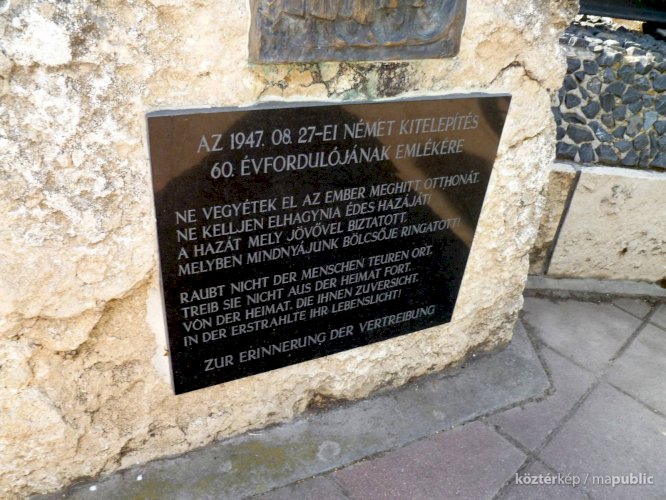 AZ 1947. 08. 27-EI NÉMET KITELEPÍTÉS
60. ÉVFORDULÓJÁNAK EMLÉKÉRE
NE VEGYÉTEK EL AZ EMBER MEGHITT OTTHONÁT.
NE KELLJEN ELHAGYNIA ÉDES HAZÁJÁT!
A HAZÁT MELY JÖVŐVEL BIZTATOTT.
MELYBEN MINDNYÁJUNK BÖLCSŐJE RINGATOTT!
RAUBT NICHT DER MENSCHEN TEUREN ORT.
TREIB SIE NICHT AUS DER HEIMAT FORT.
VON DER HEIMAT. DIE IHNEN ZUVERSICHT.
IN DER ERSTRAHLTE IHR LEBENSLICHT!
ZUR ERINNERUNG DER VERTREIBUNG
köztérkép / mapublic